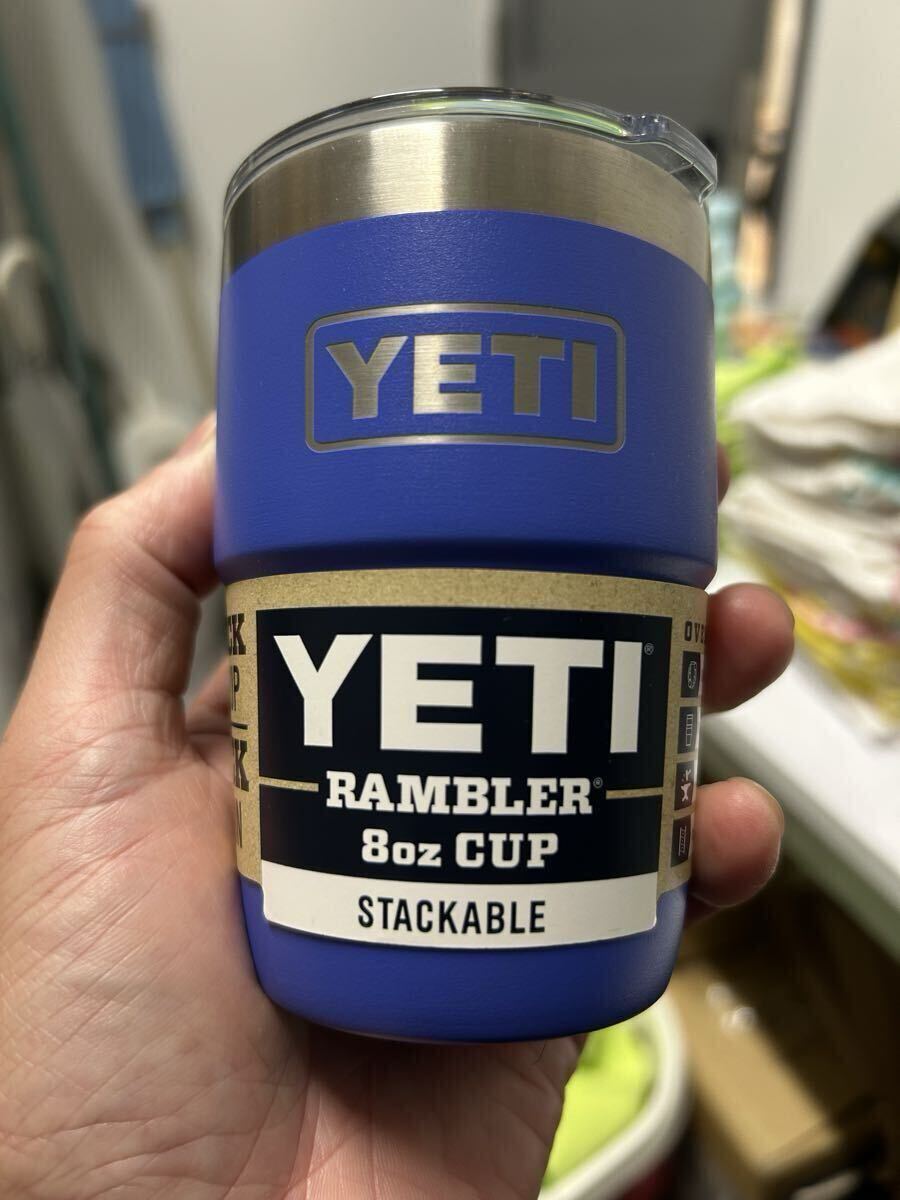 YETI
YETI®
RAMBLER®
8oz CUP
STACKABLE